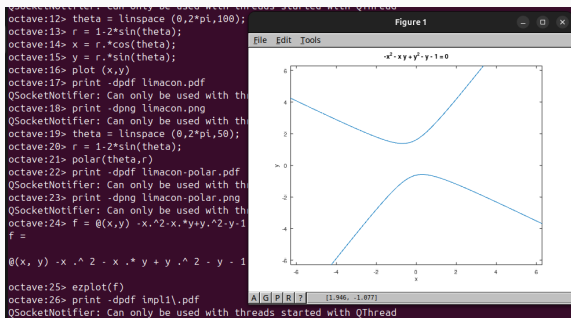 QSocketNotifier: Can only be used with threads started with QThread
octave:12> theta = linspace (0,2*pi,100);
octave:13> r = 1-2*sin(theta);
octave:14> x = r.*cos(theta);
octave:15> y = r.*sin(theta);
octave:16> plot (x,y)
octave:17> print -dpdf limacon.pdf
QSocketNotifier: Can only be used with thr
octave:18> print -dpng limacon.png
QSocketNotifier: Can only be used with thr
octave:19> theta = linspace (0,2*pi,50);
octave:20> r = 1-2*sin(theta);
octave:21> polar(theta,r)
octave:22> print -dpdf limacon-polar.pdf
QSocketNotifier: Can only be used with th
octave:23> print -dpng limacon-polar.png
QSocketNotifier: Can only be used with th
octave:24> f = @(x,y) -x.^2-x.*y+y.^2-y-1
f =
@(x, y) -x .^ 2 - x .* y + y .^ 2 - y - 1
octave:25> ezplot(f)
octave:26> print -dpdf impl1\.pdf
QSocketNotifier: Can only be used with threads started with QThread
Figure 1
File Edit Tools
-x² - x y + y² - y - 1 = 0
6
4
2
0
-2
-4
-6
y
-6 -4 -2 0 2 4 6
x
A G P R ? [1.946, -1.077]